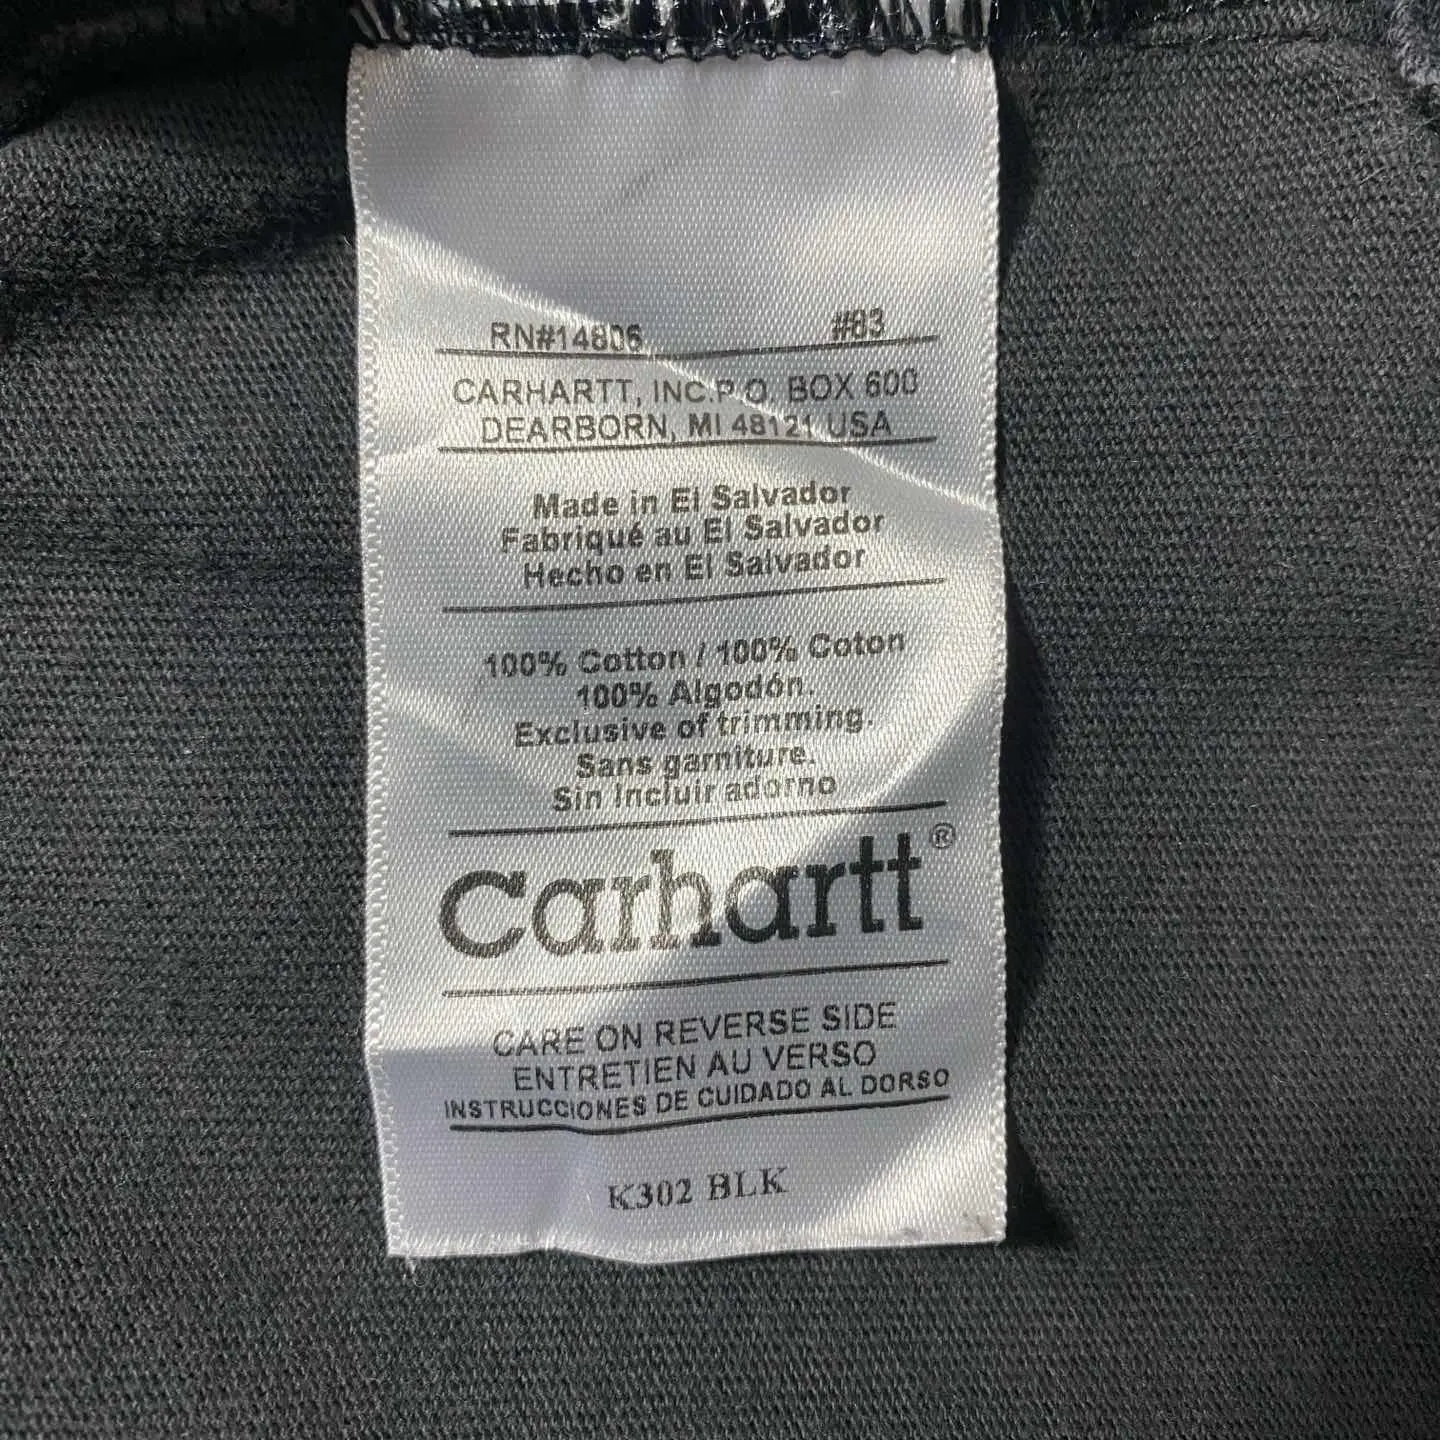 RN#14806 #83
CARHARTT, INC.P.O. BOX 600
DEARBORN, MI 48121 USA
Made in El Salvador
Fabriqué au El Salvador
Hecho en El Salvador
100% Cotton / 100% Coton
100% Algodón.
Exclusive of trimming.
Sans garniture.
Sin Incluir adorno
carhartt®
CARE ON REVERSE SIDE
ENTRETIEN AU VERSO
INSTRUCCIONES DE CUIDADO AL DORSO
K302 BLK